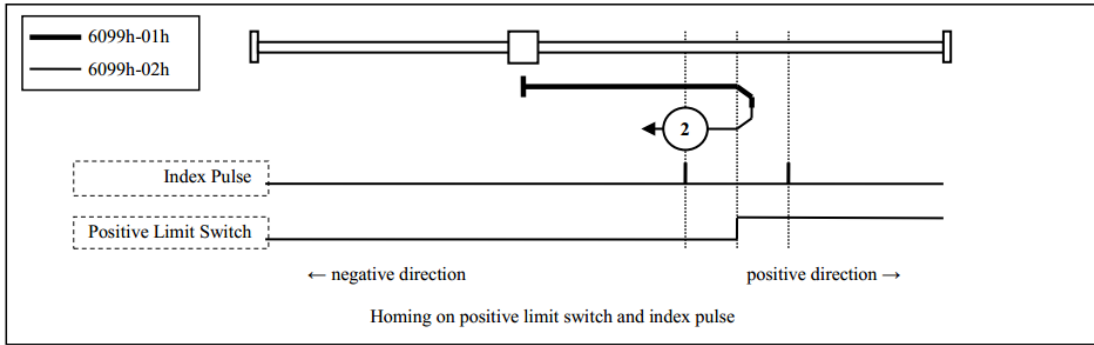 6099h-01h
6099h-02h
2
Index Pulse
Positive Limit Switch
← negative direction
positive direction →
Homing on positive limit switch and index pulse